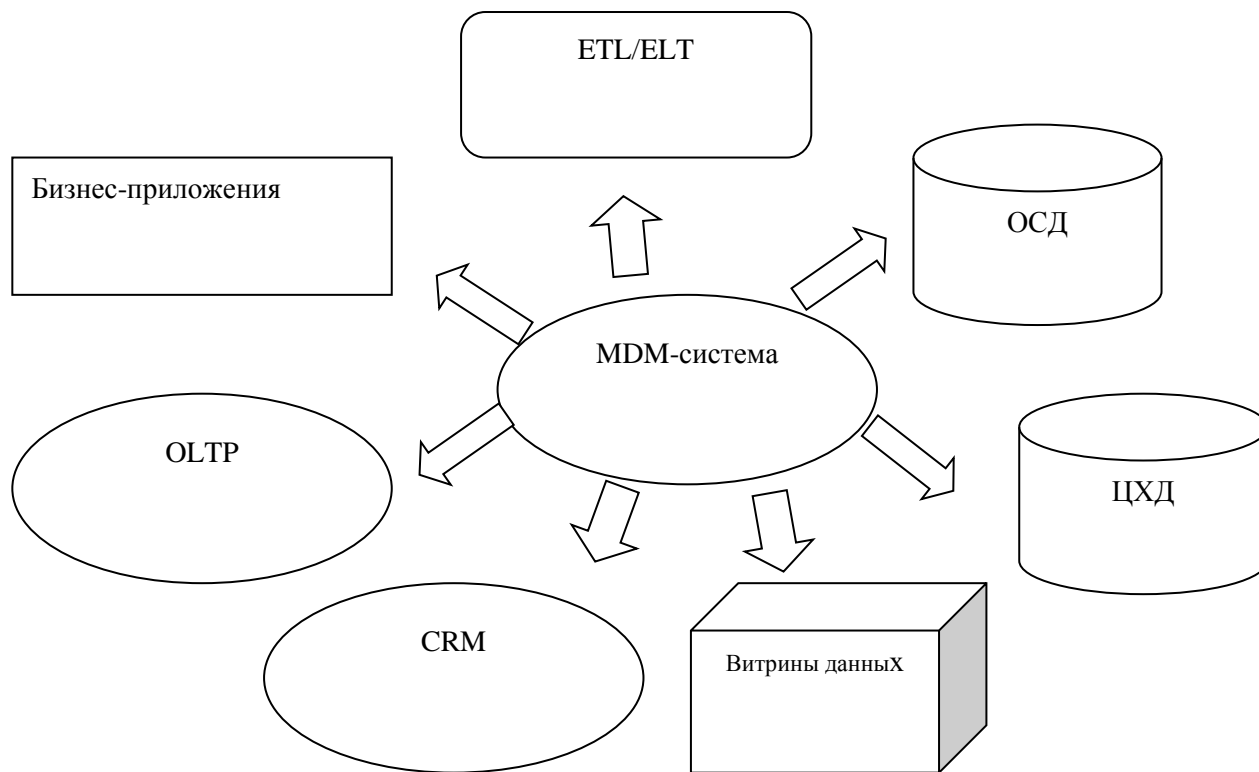 ETL/ELT
Бизнес-приложения
ОСД
MDM-система
OLTP
ЦХД
CRM
Витрины данных